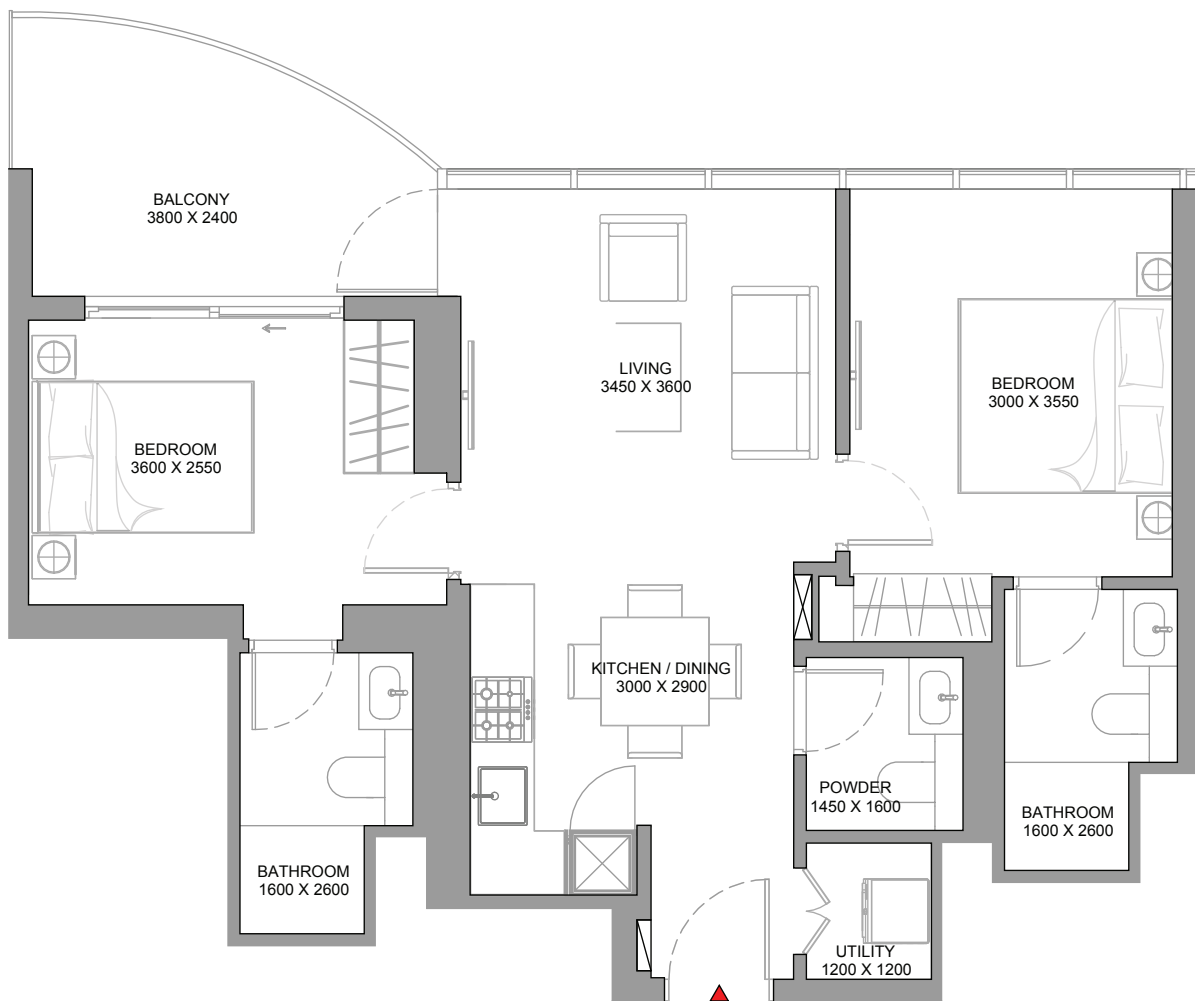 BALCONY
3800 X 2400
LIVING
3450 X 3600
BEDROOM
3000 X 3550
BEDROOM
3600 X 2550
KITCHEN / DINING
3000 X 2900
POWDER
1450 X 1600
BATHROOM
1600 X 2600
BATHROOM
1600 X 2600
UTILITY
1200 X 1200